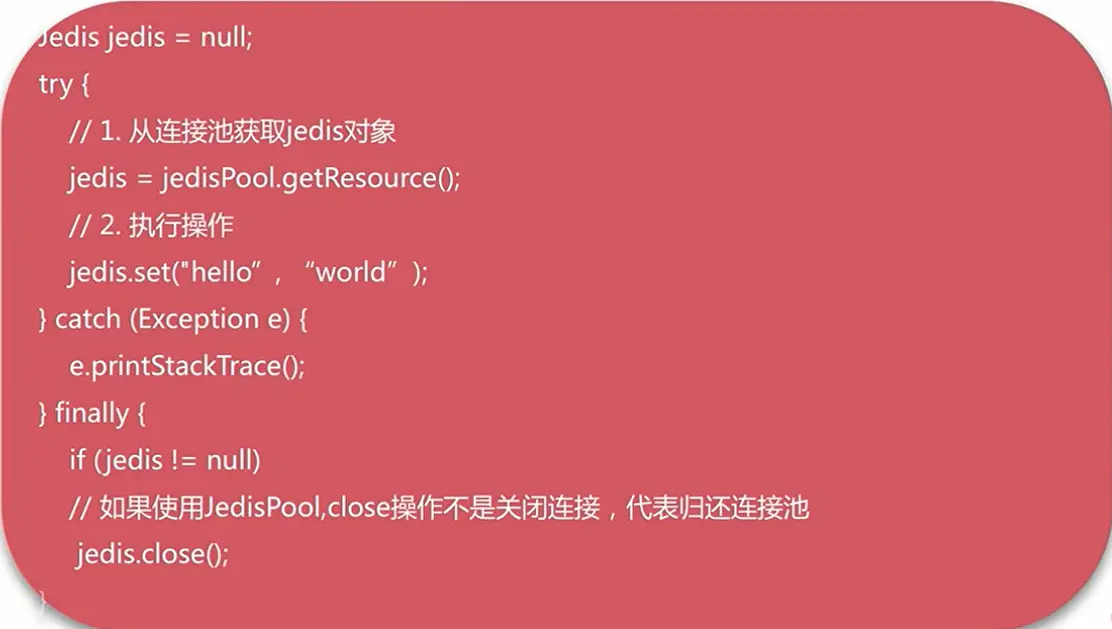 Jedis jedis = null;
try {
// 1. 从连接池获取jedis对象
jedis = jedisPool.getResource();
// 2. 执行操作
jedis.set("hello”, “world”);
} catch (Exception e) {
e.printStackTrace();
} finally {
if (jedis != null)
// 如果使用JedisPool,close操作不是关闭连接，代表归还连接池
jedis.close();
}